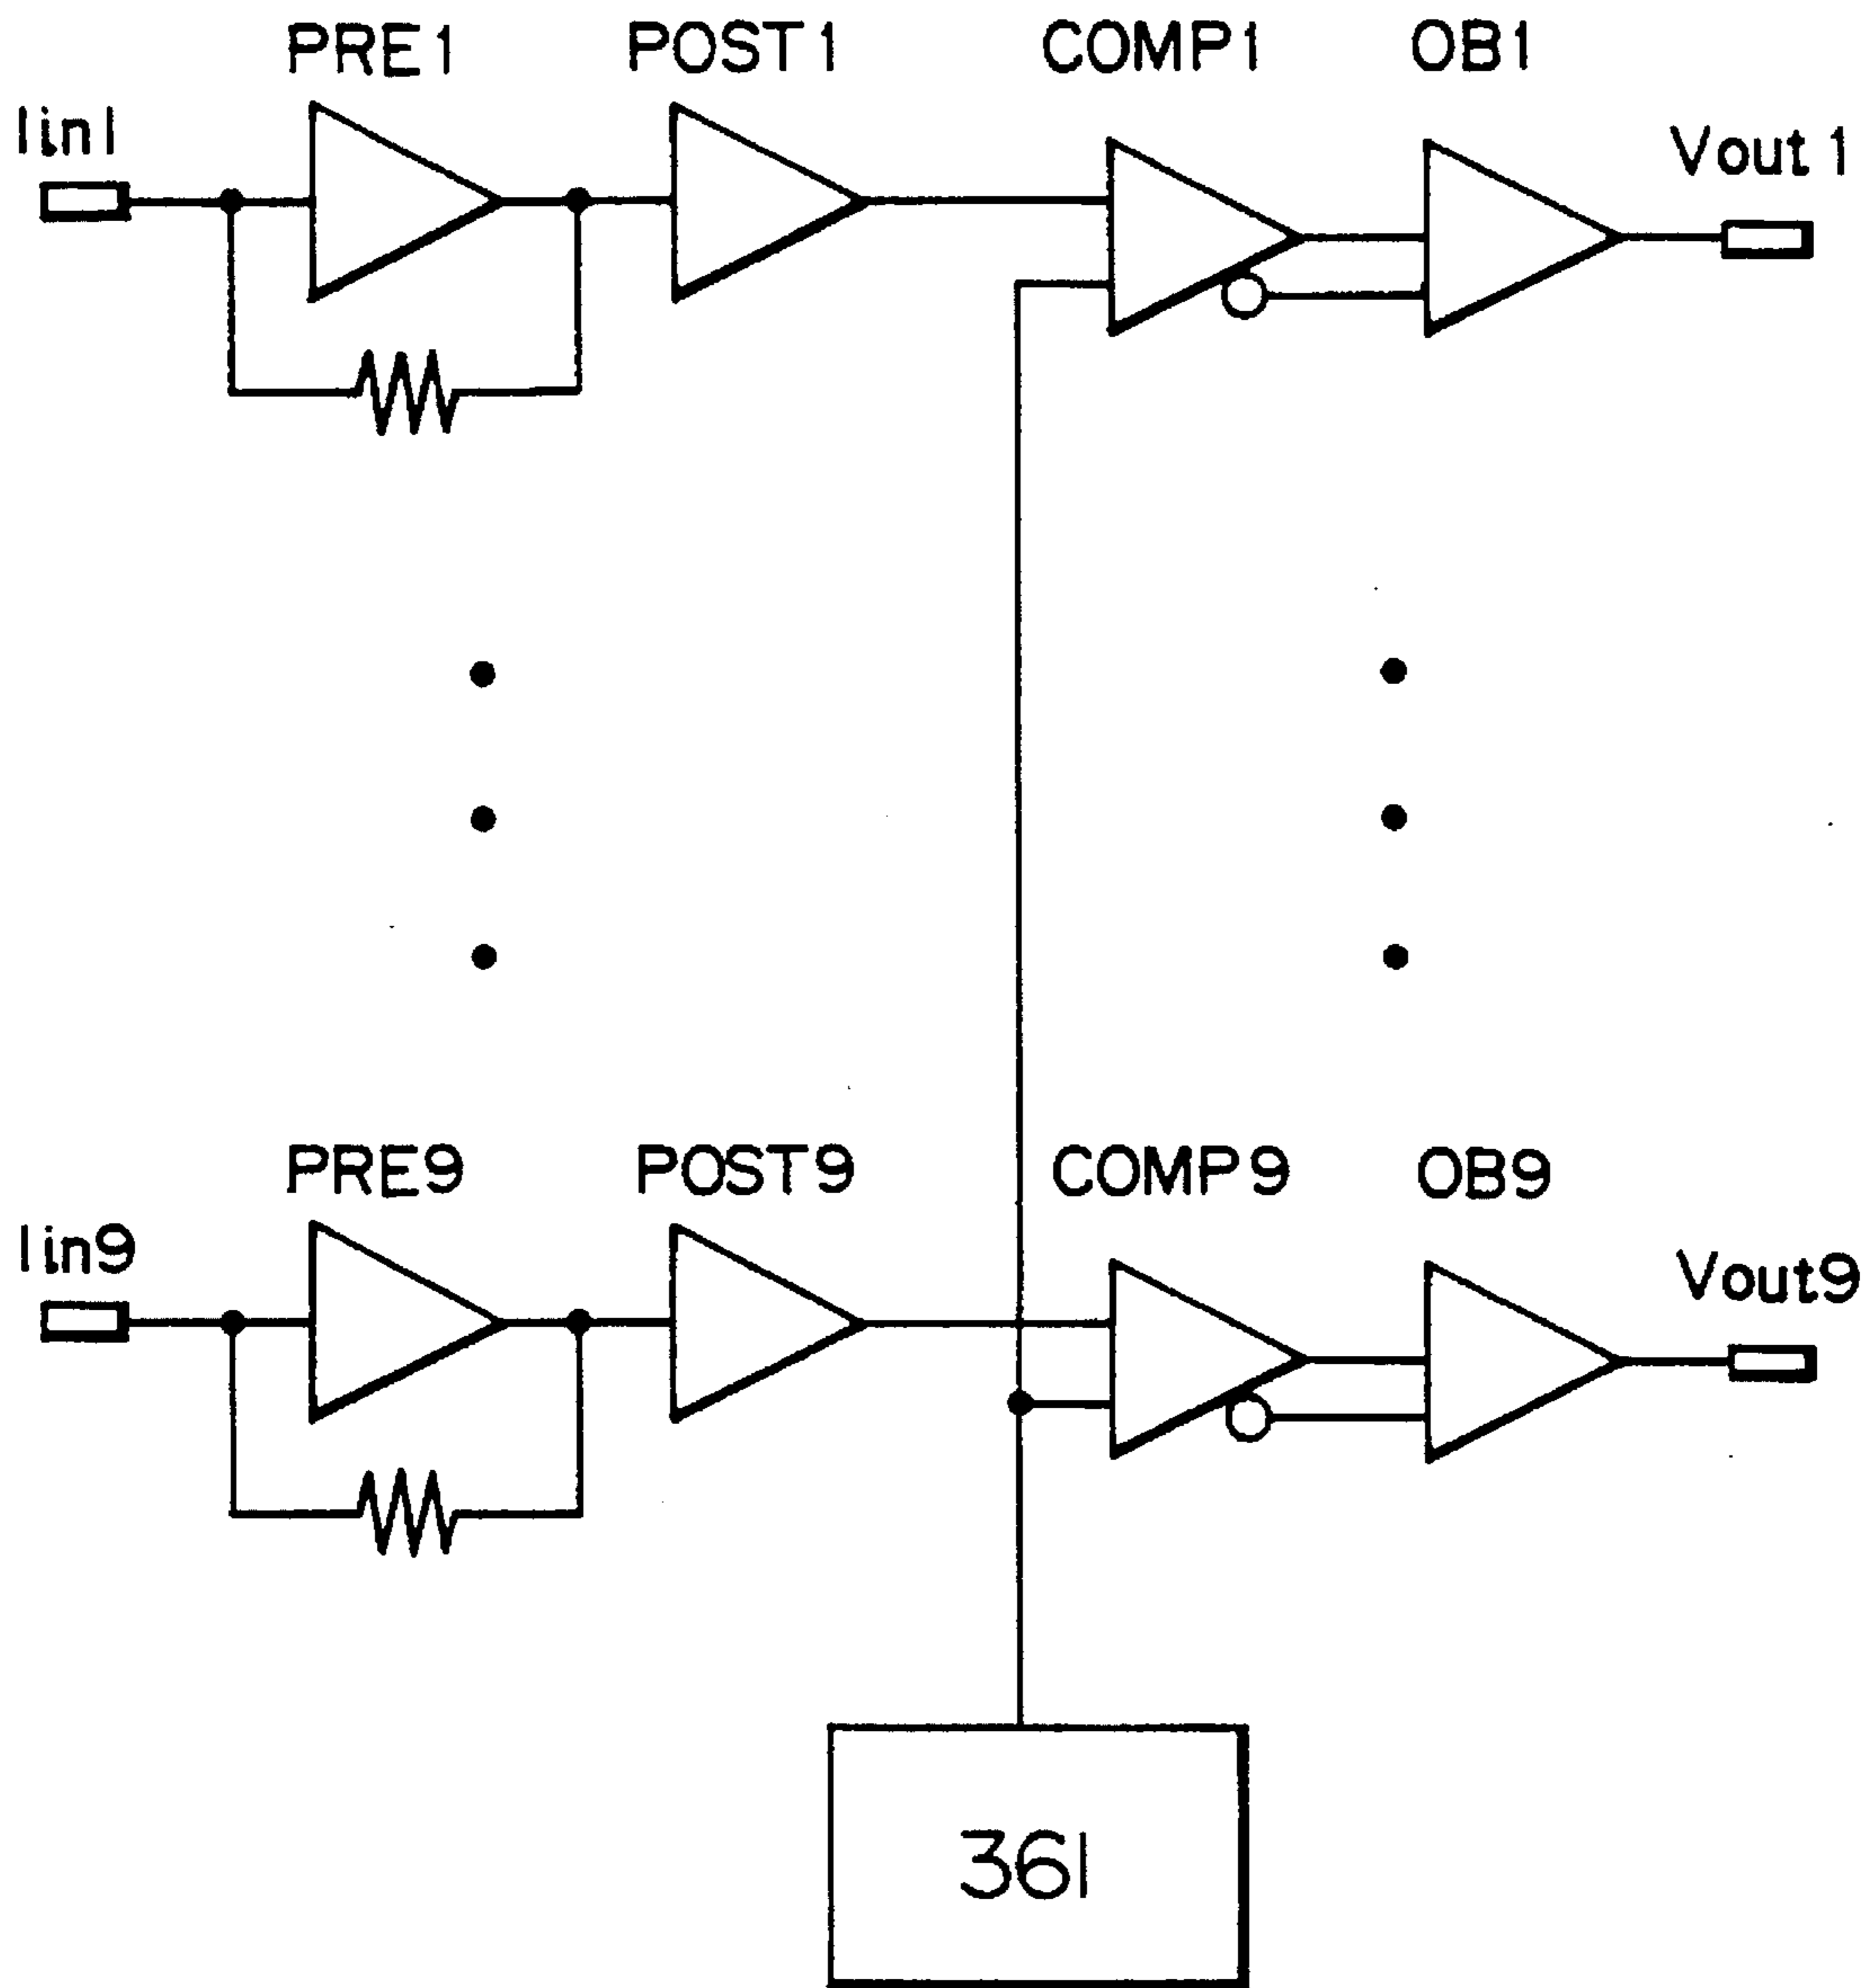 PRE1 POST1 COMP1 OB1
Iin1 Vout1
PRE9 POST9 COMP9 OB9
Iin9 Vout9
361